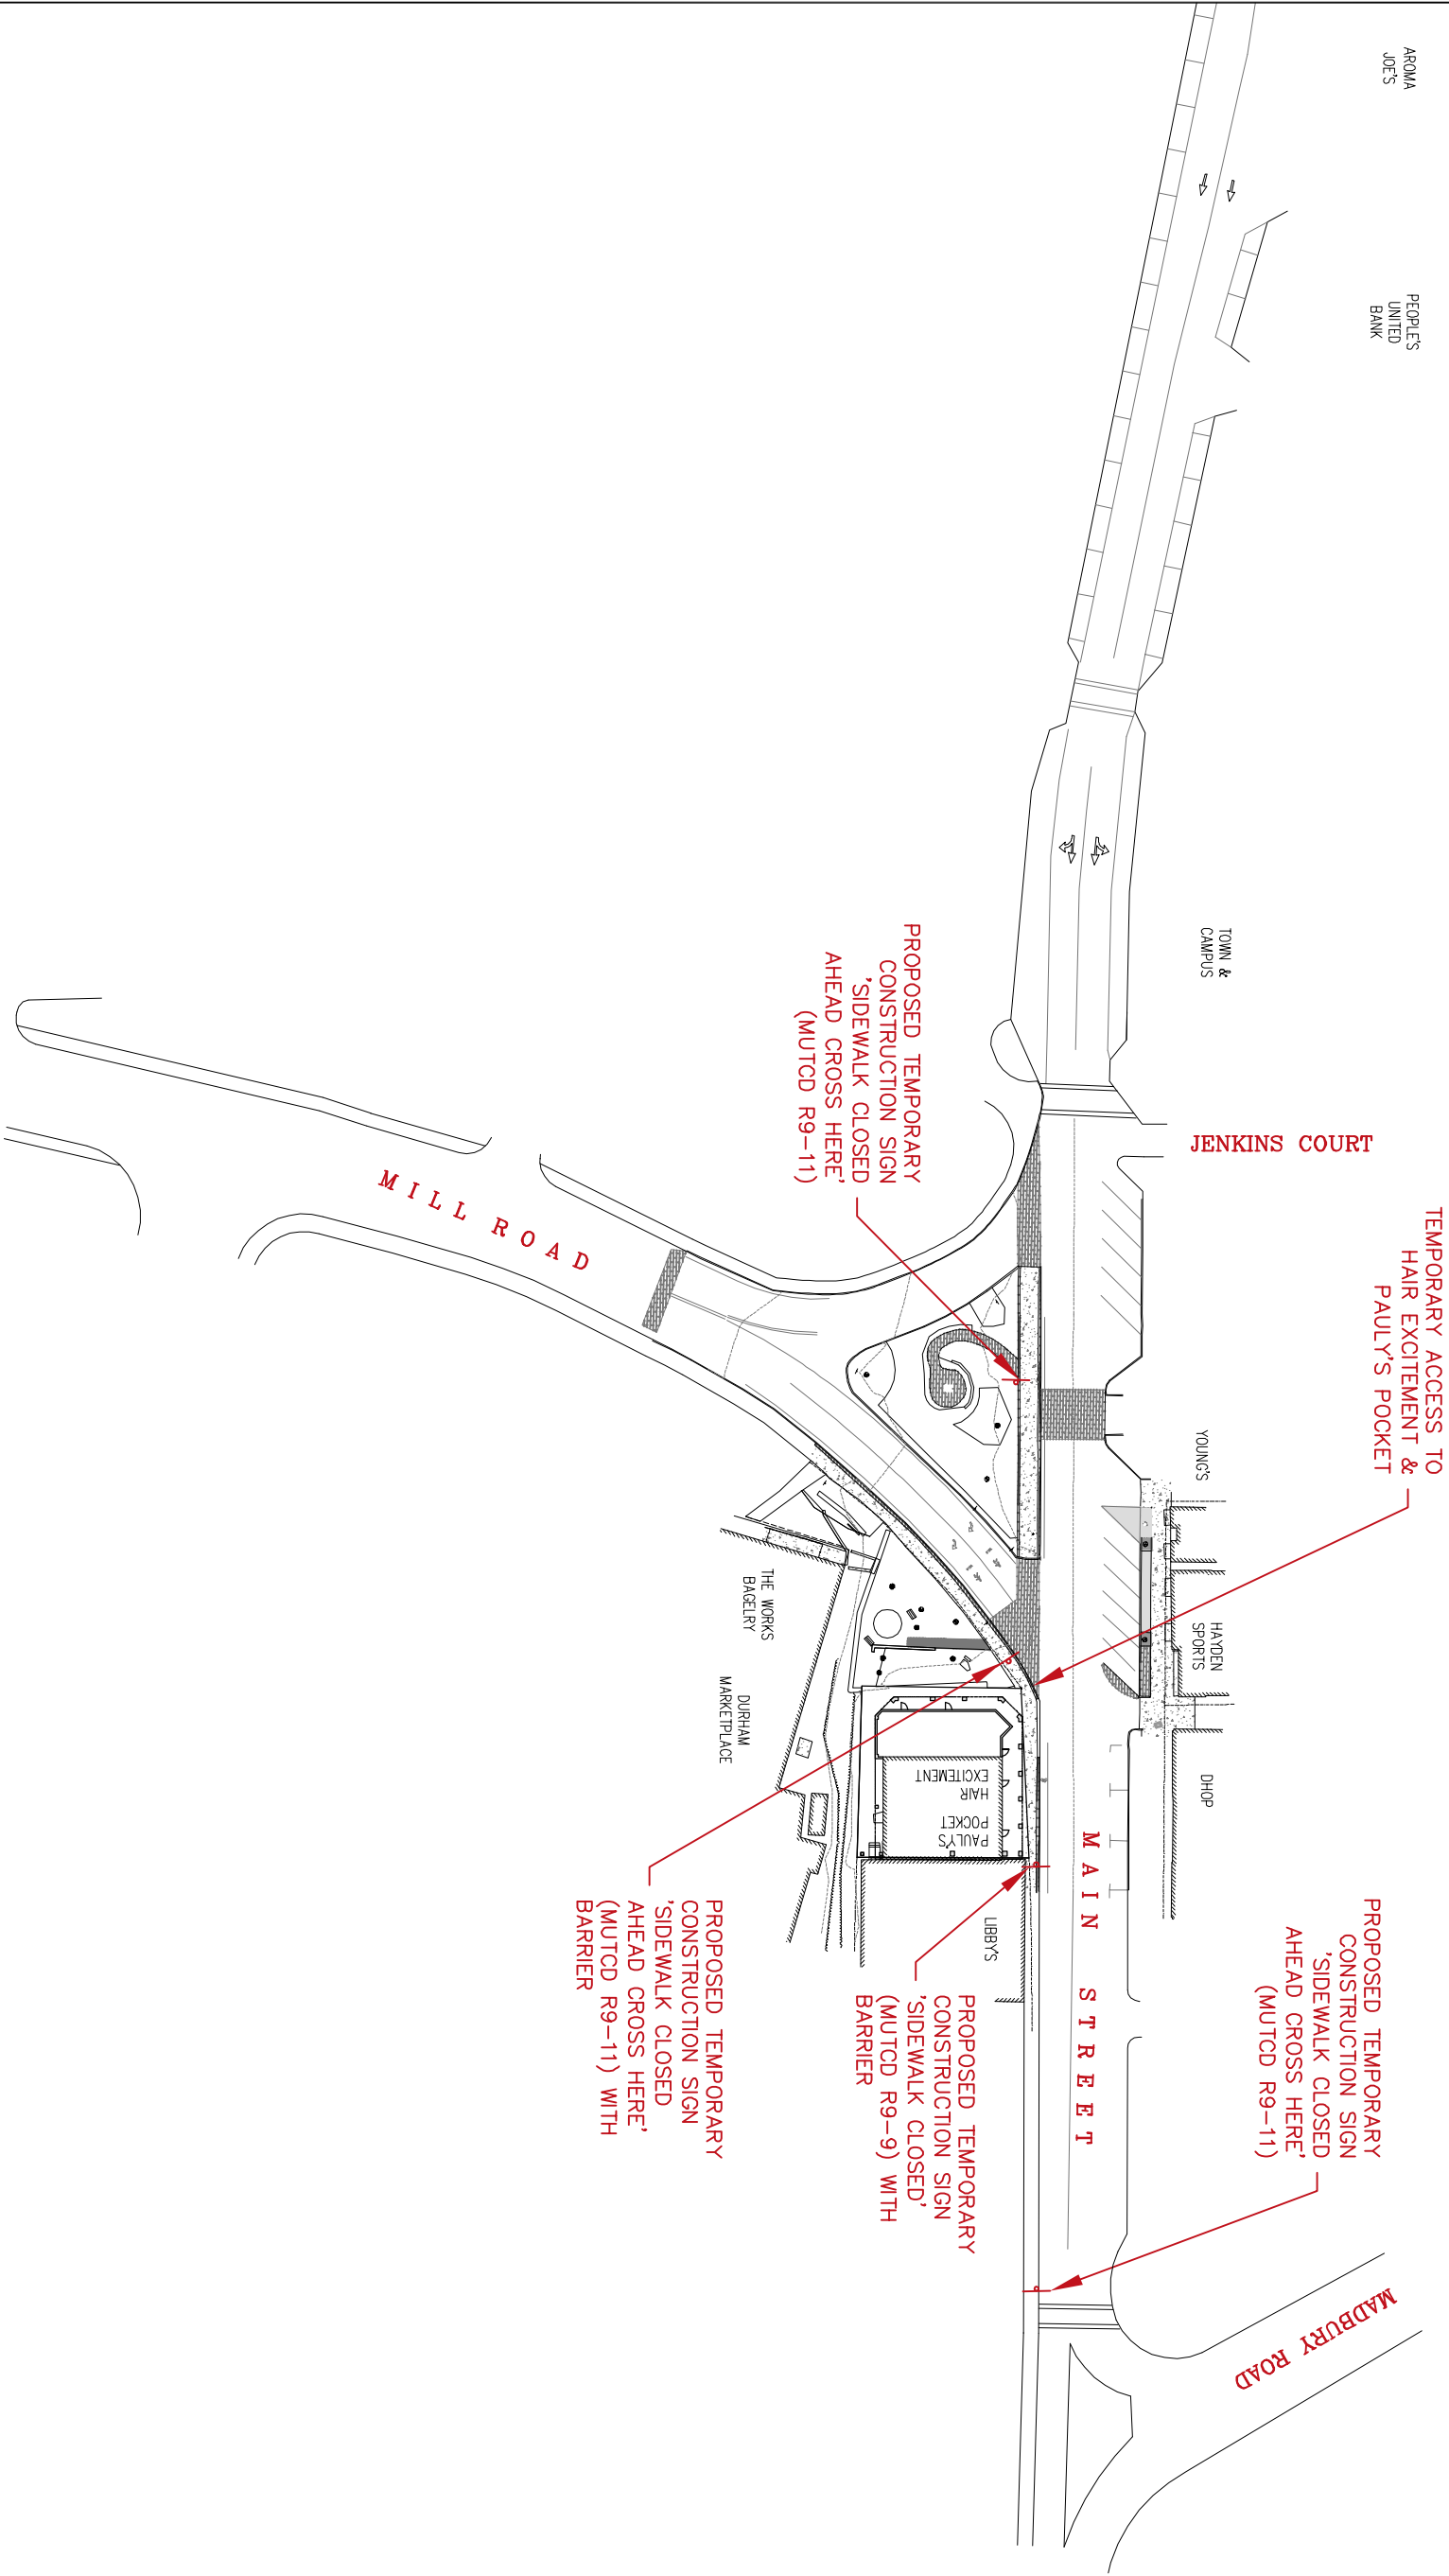 AROMA
JOE'S
PEOPLE'S
UNITED
BANK
TOWN &
CAMPUS
JENKINS COURT
TEMPORARY ACCESS TO
HAIR EXCITEMENT &
PAULY'S POCKET
YOUNG'S
HAYDEN
SPORTS
DHOP
PROPOSED TEMPORARY
CONSTRUCTION SIGN
'SIDEWALK CLOSED
AHEAD CROSS HERE'
(MUTCD R9-11)
MADBURY ROAD
MAIN STREET
PROPOSED TEMPORARY
CONSTRUCTION SIGN
'SIDEWALK CLOSED
AHEAD CROSS HERE'
(MUTCD R9-11)
MILL ROAD
THE WORKS
BAGELRY
DURHAM
MARKETPLACE
PAULY'S
POCKET
HAIR
EXCITEMENT
LIBBY'S
PROPOSED TEMPORARY
CONSTRUCTION SIGN
'SIDEWALK CLOSED'
(MUTCD R9-9) WITH
BARRIER
PROPOSED TEMPORARY
CONSTRUCTION SIGN
'SIDEWALK CLOSED
AHEAD CROSS HERE'
(MUTCD R9-11) WITH
BARRIER